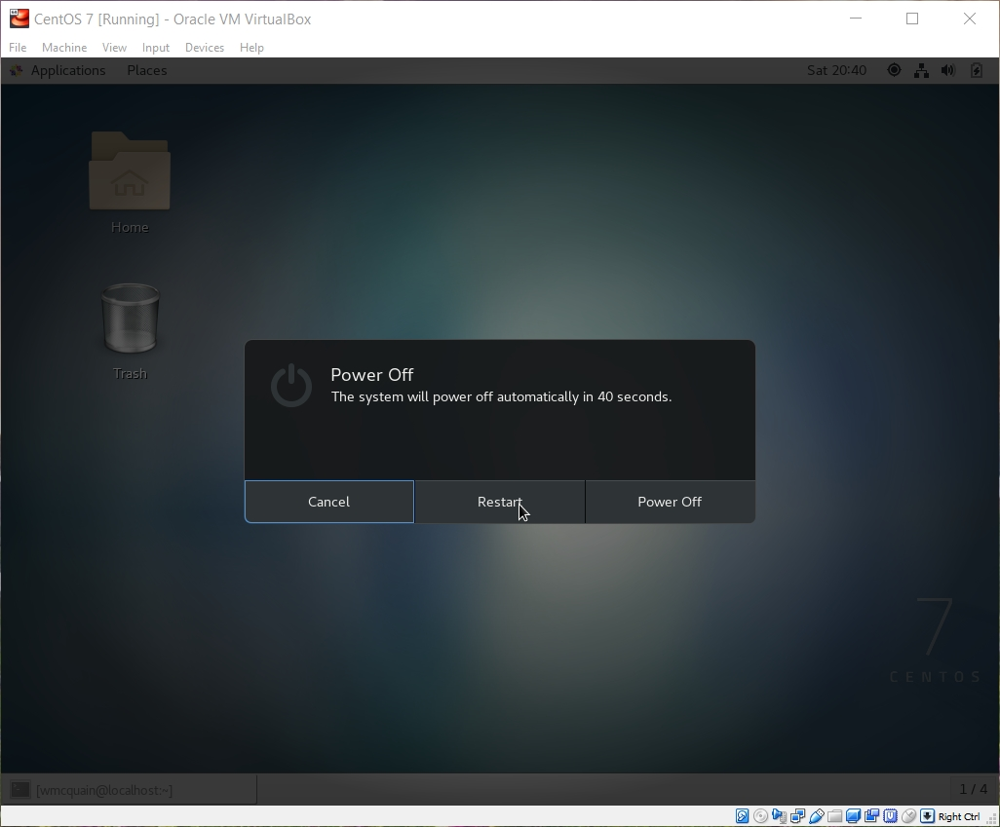 CentOS 7 [Running] - Oracle VM VirtualBox
File Machine View Input Devices Help
Applications Places Sat 20:40
Home
Trash
Power Off
The system will power off automatically in 40 seconds.
Cancel Restart Power Off
7
CENTOS
[wmcquain@localhost:~] 1 / 4
Right Ctrl